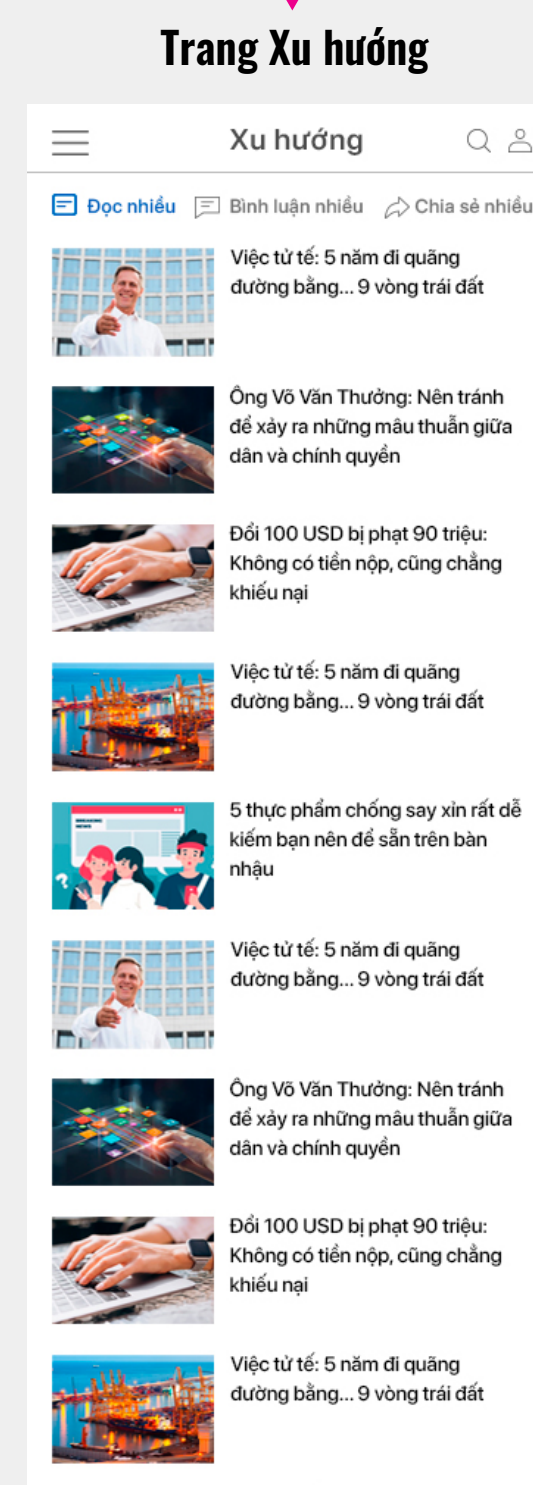 Trang Xu hướng
Xu hướng
Đọc nhiều
Bình luận nhiều
Chia sẻ nhiều
Việc tử tế: 5 năm đi quãng
đường bằng... 9 vòng trái đất
Ông Võ Văn Thưởng: Nên tránh
để xảy ra những mâu thuẫn giữa
dân và chính quyền
Đổi 100 USD bị phạt 90 triệu:
Không có tiền nộp, cũng chẳng
khiếu nại
Việc tử tế: 5 năm đi quãng
đường bằng... 9 vòng trái đất
5 thực phẩm chống say xỉn rất dễ
kiếm bạn nên để sẵn trên bàn
nhậu
Việc tử tế: 5 năm đi quãng
đường bằng... 9 vòng trái đất
Ông Võ Văn Thưởng: Nên tránh
để xảy ra những mâu thuẫn giữa
dân và chính quyền
Đổi 100 USD bị phạt 90 triệu:
Không có tiền nộp, cũng chẳng
khiếu nại
Việc tử tế: 5 năm đi quãng
đường bằng... 9 vòng trái đất